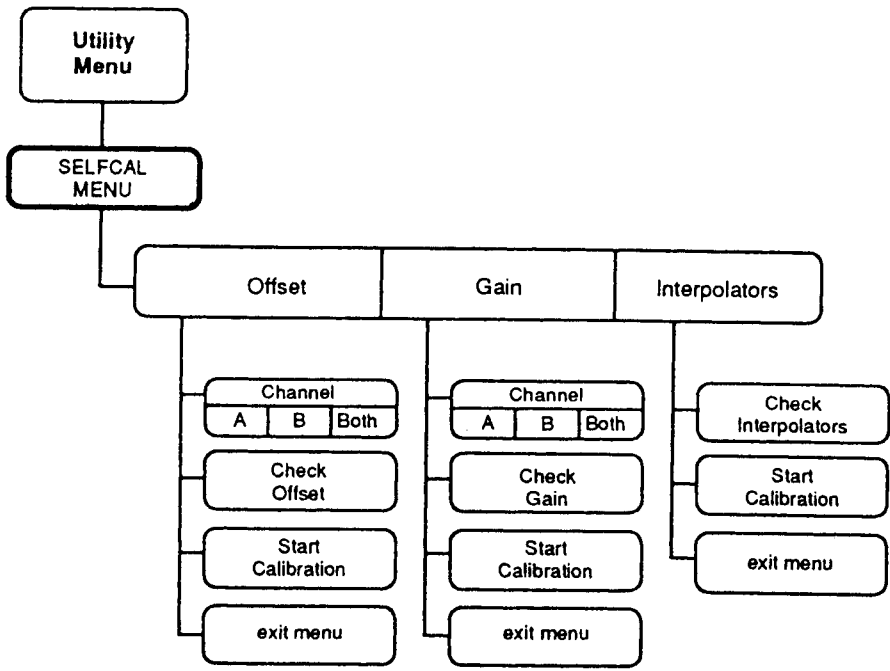 Utility
Menu
SELFCAL
MENU
Offset
Gain
Interpolators
Channel
A B Both
Check
Offset
Start
Calibration
exit menu
Channel
A B Both
Check
Gain
Start
Calibration
exit menu
Check
Interpolators
Start
Calibration
exit menu